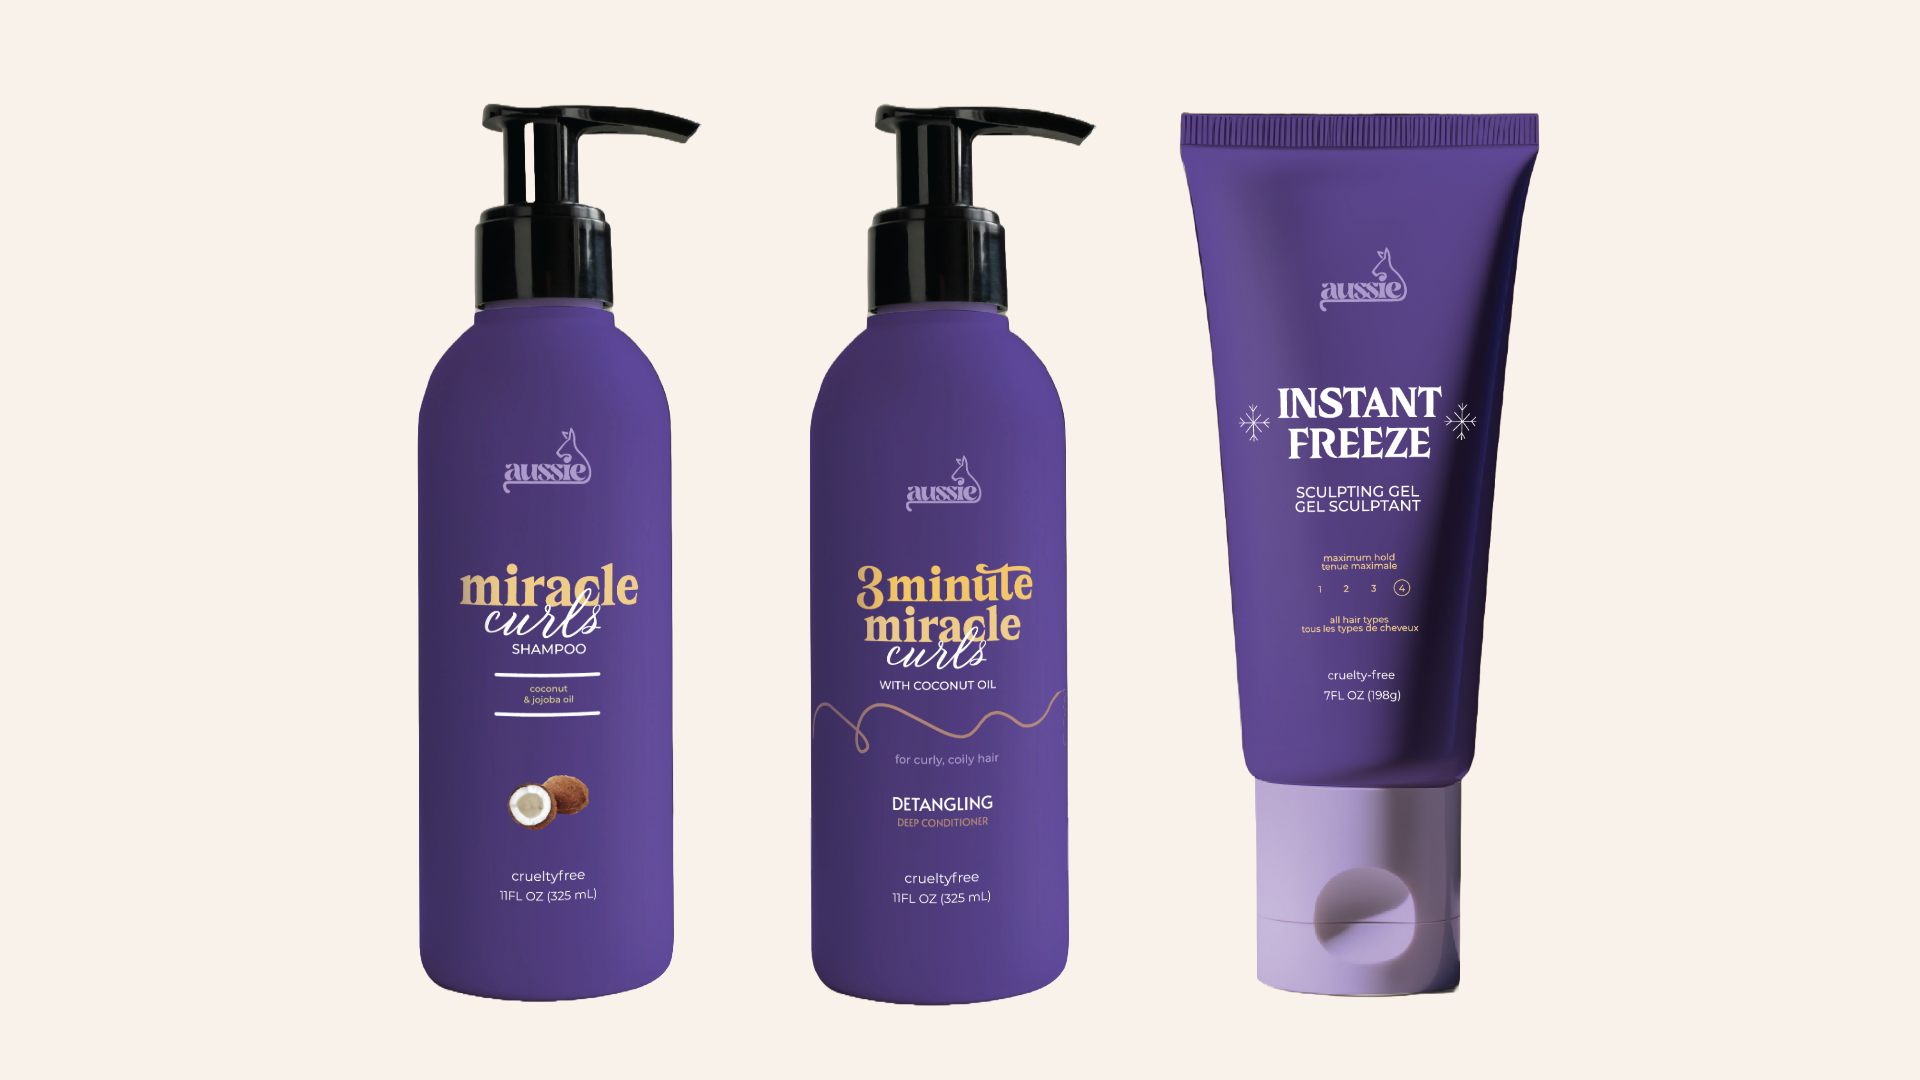 aussie
miracle
curls
SHAMPOO
coconut
& jojoba oil
crueltyfree
11FL OZ (325 mL)
aussie
3minute
miracle
curls
WITH COCONUT OIL
for curly, coily hair
DETANGLING
DEEP CONDITIONER
crueltyfree
11FL OZ (325 mL)
aussie
INSTANT
FREEZE
SCULPTING GEL
GEL SCULPTANT
maximum hold
tenue maximale
1 2 3 4
all hair types
tous les types de cheveux
cruelty-free
7FL OZ (198g)